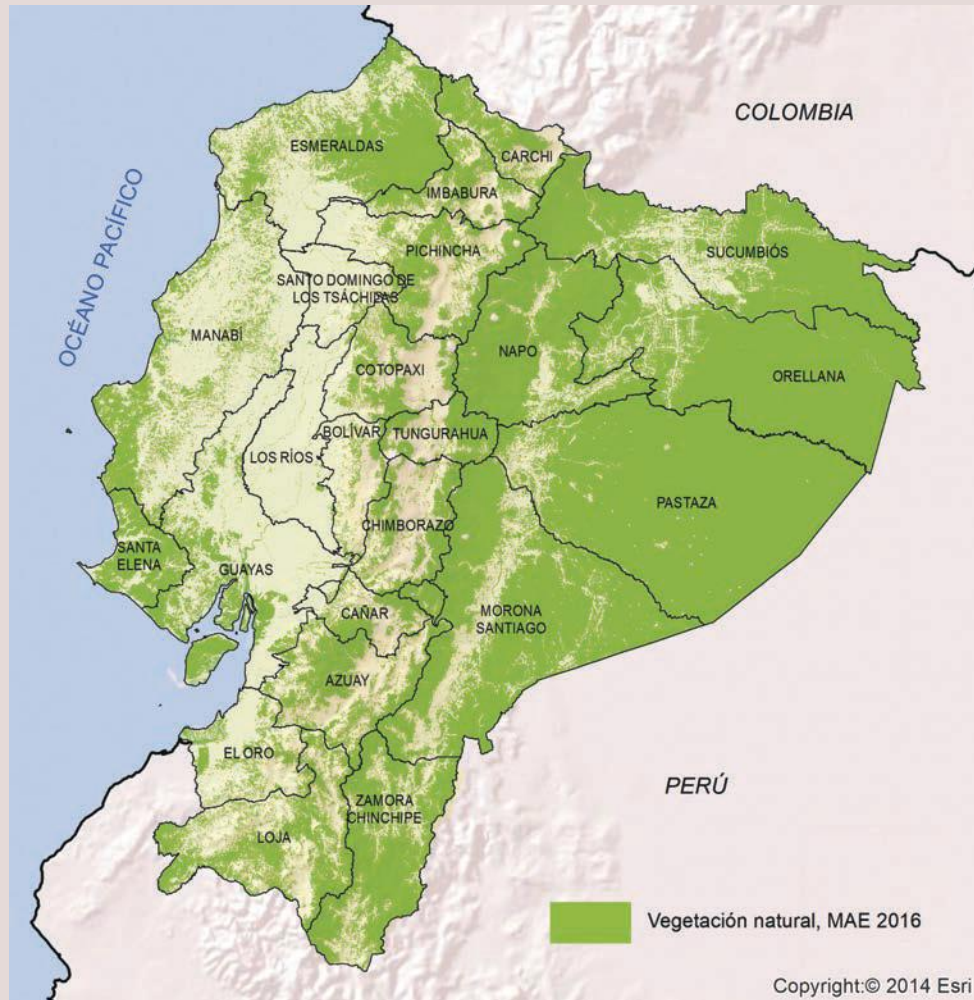 COLOMBIA
OCÉANO PACÍFICO
ESMERALDAS
CARCHI
IMBABURA
SUCUMBIÓS
PICHINCHA
SANTO DOMINGO DE
LOS TSÁCHILAS
MANABÍ
NAPO
COTOPAXI
ORELLANA
BOLÍVAR
TUNGURAHUA
LOS RÍOS
PASTAZA
CHIMBORAZO
SANTA
ELENA
GUAYAS
CAÑAR
MORONA
SANTIAGO
AZUAY
EL ORO
PERÚ
ZAMORA
CHINCHIPE
LOJA
Vegetación natural, MAE 2016
Copyright:© 2014 Esri